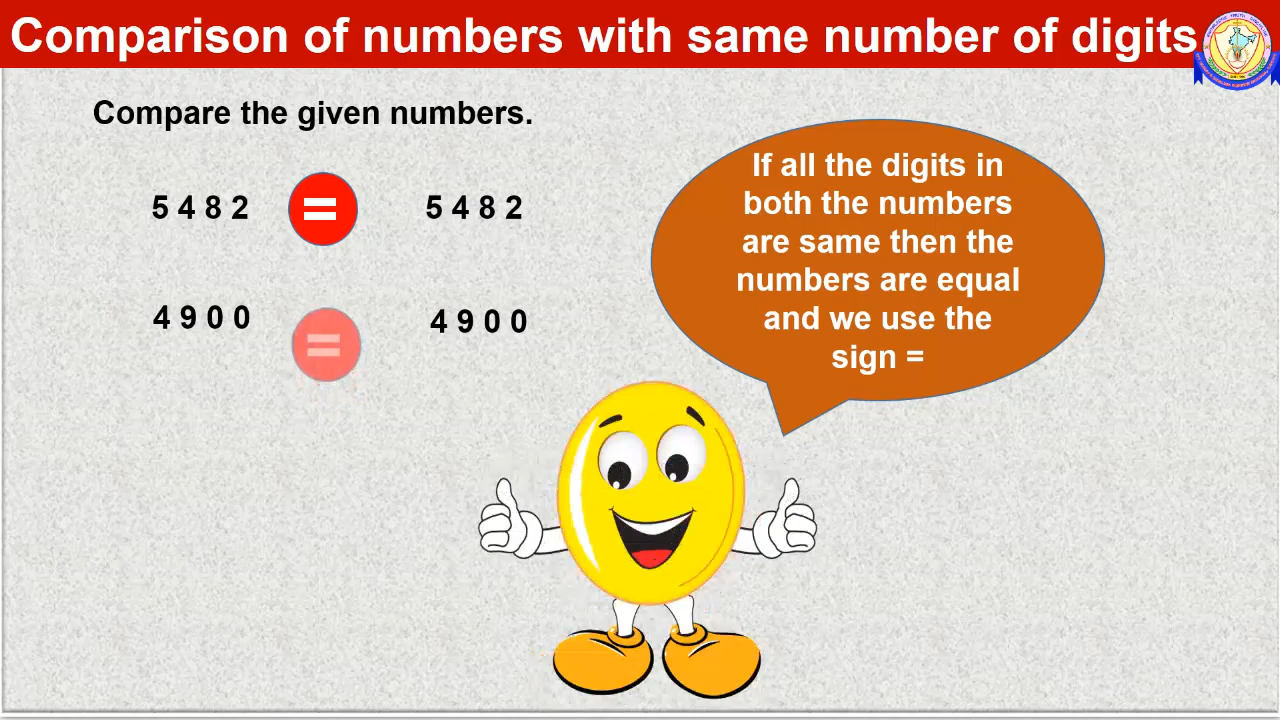 Comparison of numbers with same number of digits
Compare the given numbers.
5 4 8 2 = 5 4 8 2
4 9 0 0 = 4 9 0 0
If all the digits in
both the numbers
are same then the
numbers are equal
and we use the
sign =